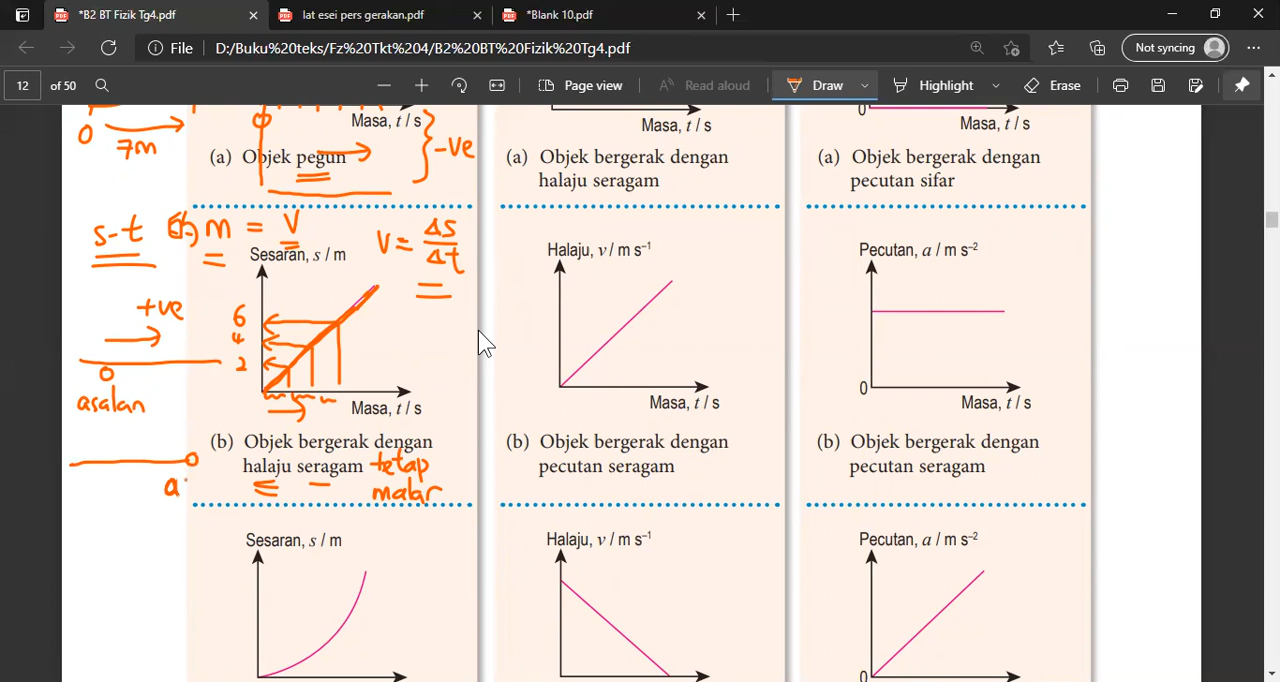 *B2 BT Fizik Tg4.pdf
lat esei pers gerakan.pdf
*Blank 10.pdf
File
D:/Buku%20teks/Fz%20Tkt%204/B2%20BT%20Fizik%20Tg4.pdf
Not syncing
12 of 50
Page view
Read aloud
Draw
Highlight
Erase
0
7m
Masa, t / s
(a) Objek pegun
-ve
Masa, t / s
(a) Objek bergerak dengan
halaju seragam
0
Masa, t / s
(a) Objek bergerak dengan
pecutan sifar
s-t 的 m = V
V = Δs
Δt
Sesaran, s / m
6
4
2
Masa, t / s
+ve
asalan
(b) Objek bergerak dengan
halaju seragam
tetap
malar
a
Halaju, v / m s⁻¹
Masa, t / s
(b) Objek bergerak dengan
pecutan seragam
Pecutan, a / m s⁻²
0
Masa, t / s
(b) Objek bergerak dengan
pecutan seragam
Sesaran, s / m
Halaju, v / m s⁻¹
Pecutan, a / m s⁻²
0